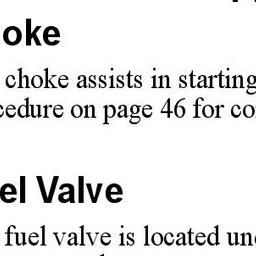 oke
choke assists in starting
cedure on page 46 for co
el Valve
fuel valve is located un